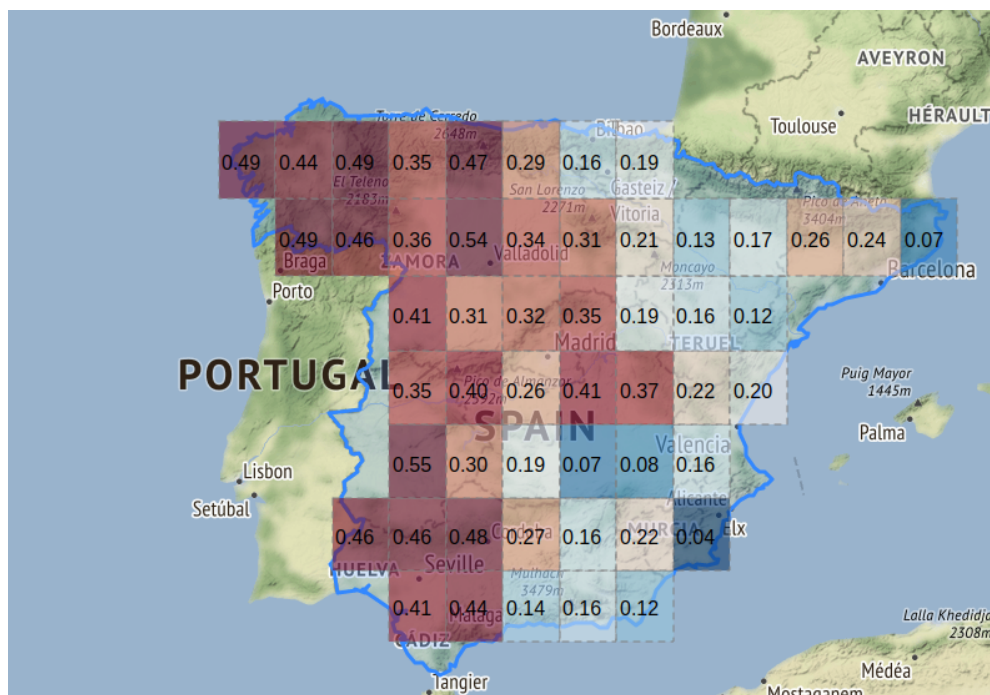 Bordeaux
AVEYRON
Torre de Cerredo
2648m
Toulouse
HÉRAULT
Bilbao
0.49 0.44 0.49 0.35 0.47 0.29 0.16 0.19
El Teleno
2183m
San Lorenzo
2271m
Gasteiz /
Vitoria
Pico de Aneto
3404m
0.49 0.46 0.36 0.54 0.34 0.31 0.21 0.13 0.17 0.26 0.24 0.07
Braga
ZAMORA
Valladolid
Moncayo
2313m
Barcelona
Porto
0.41 0.31 0.32 0.35 0.19 0.16 0.12
Madrid
TERUEL
PORTUGAL
Pico de Almanzor
2592m
Puig Mayor
1445m
0.35 0.40 0.26 0.41 0.37 0.22 0.20
SPAIN
Palma
Valencia
Lisbon
0.55 0.30 0.19 0.07 0.08 0.16
Setúbal
Alicante
Elx
Cordoba
MURCIA
0.46 0.46 0.48 0.27 0.16 0.22 0.04
HUELVA
Seville
Mulhacén
3479m
0.41 0.44 0.14 0.16 0.12
Malaga
CÁDIZ
Lalla Khedidja
2308m
Tangier
Médéa
Mostaganem